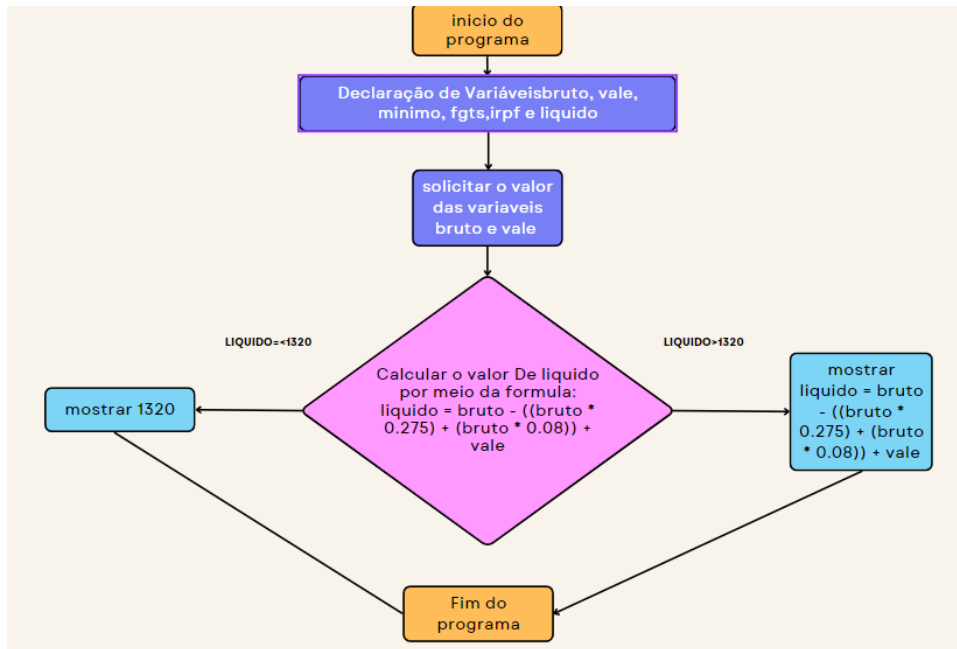 inicio do
programa
Declaração de Variáveisbruto, vale,
minimo, fgts,irpf e liquido
solicitar o valor
das variaveis
bruto e vale
LIQUIDO=<1320
LIQUIDO>1320
Calcular o valor De liquido
por meio da formula:
liquido = bruto - ((bruto *
0.275) + (bruto * 0.08)) +
vale
mostrar 1320
mostrar
liquido = bruto
- ((bruto *
0.275) + (bruto
* 0.08)) + vale
Fim do
programa